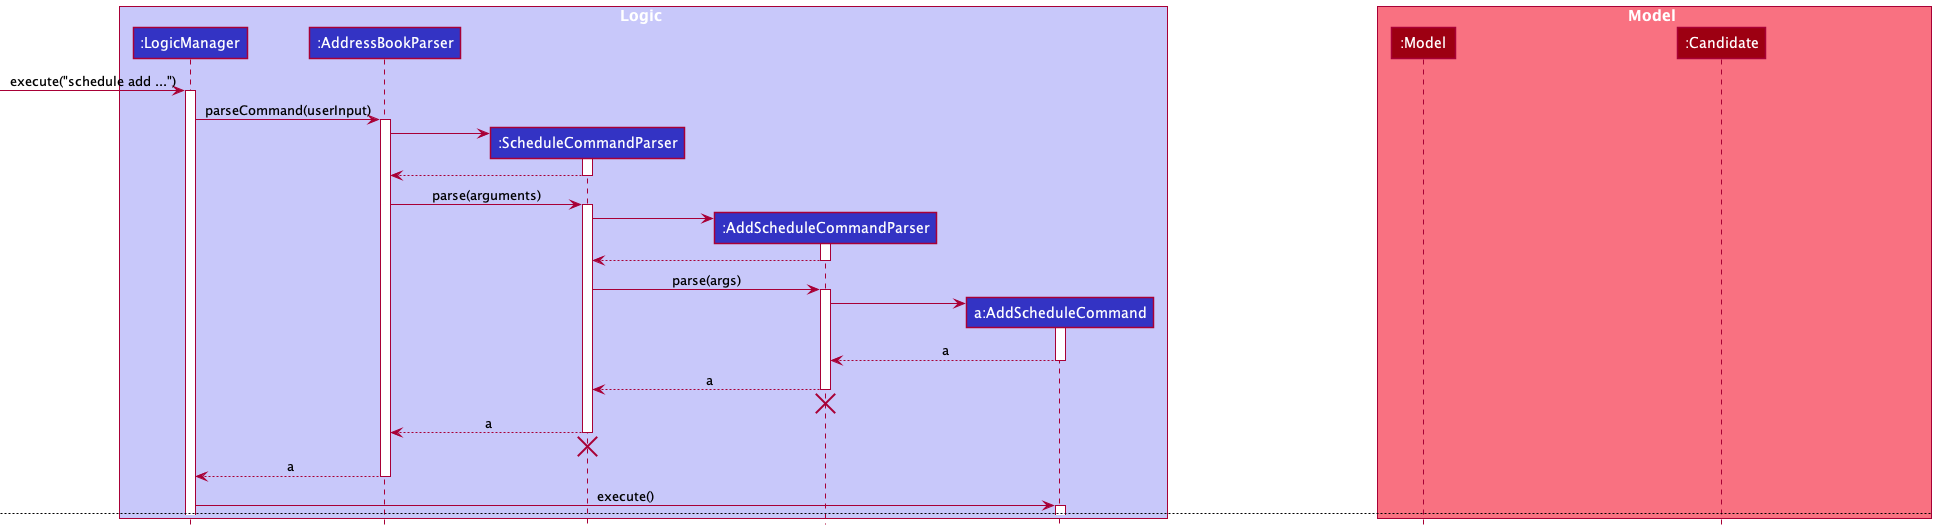 Logic
Model
:LogicManager
:AddressBookParser
:Model
:Candidate
execute("schedule add ...")
parseCommand(userInput)
:ScheduleCommandParser
parse(arguments)
:AddScheduleCommandParser
parse(args)
a:AddScheduleCommand
a
a
a
a
execute()